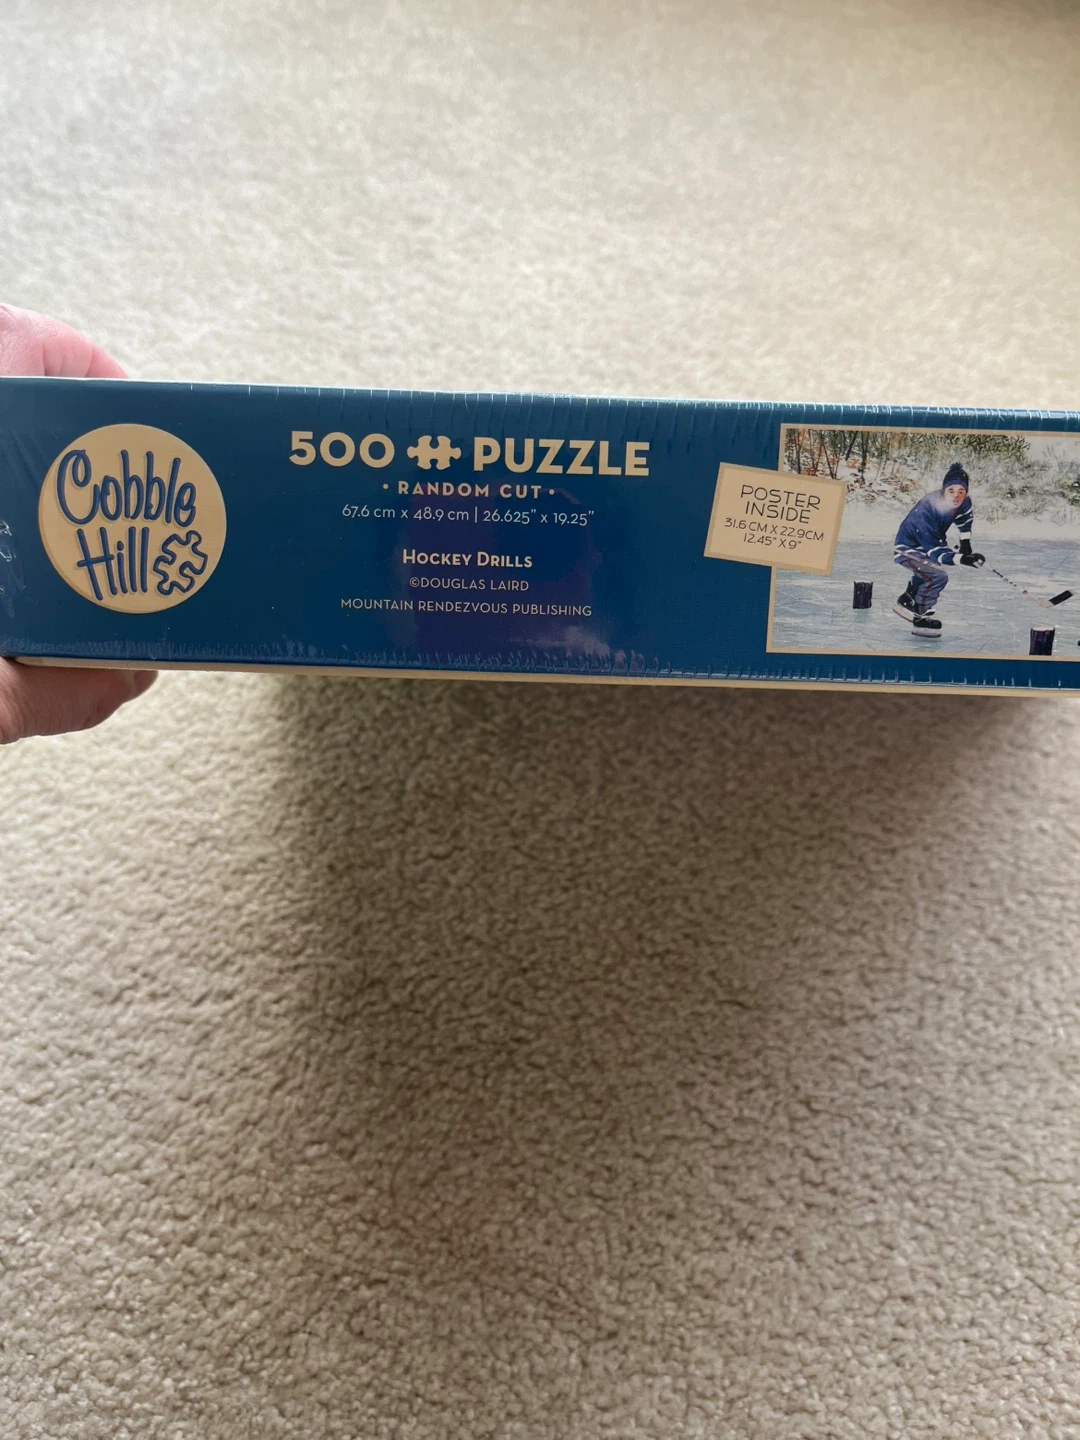 Cobble
Hill
500 PUZZLE
• RANDOM CUT •
67.6 cm x 48.9 cm | 26.625" x 19.25"
HOCKEY DRILLS
©DOUGLAS LAIRD
MOUNTAIN RENDEZVOUS PUBLISHING
POSTER
INSIDE
31.6 CM X 22.9CM
12.45" X 9"